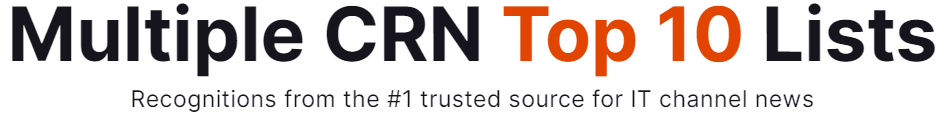 Multiple CRN Top 10 Lists
Recognitions from the #1 trusted source for IT channel news